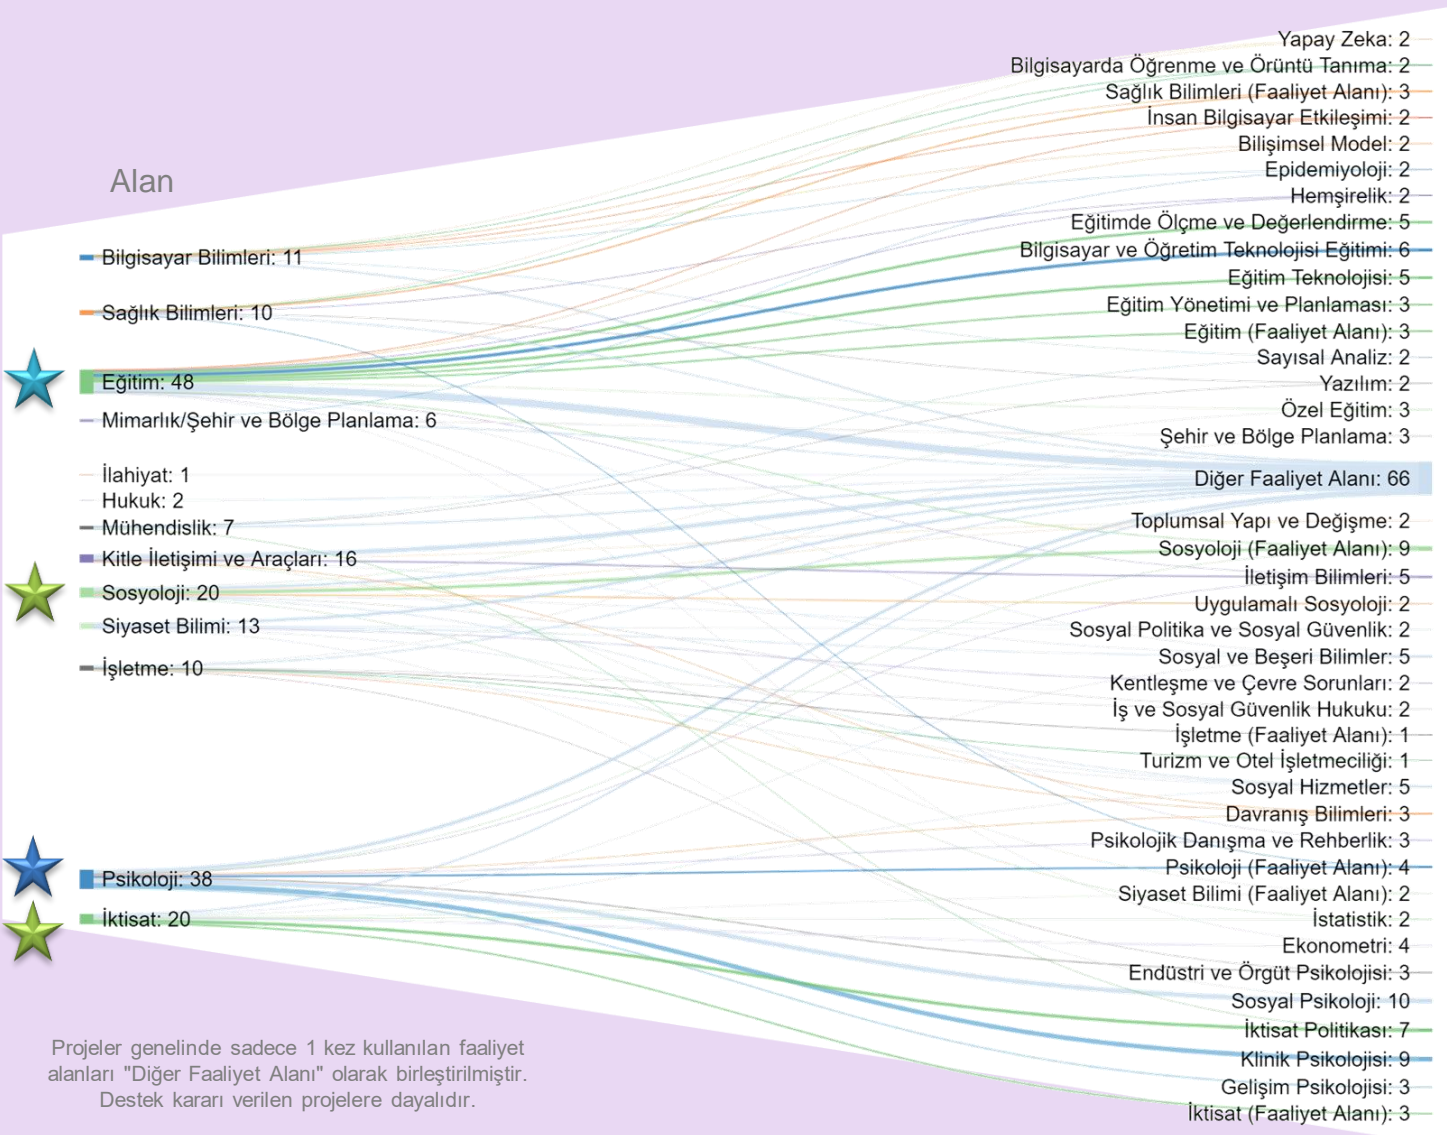 Alan
Bilgisayar Bilimleri: 11
Sağlık Bilimleri: 10
Eğitim: 48
Mimarlık/Şehir ve Bölge Planlama: 6
İlahiyat: 1
Hukuk: 2
Mühendislik: 7
Kitle İletişimi ve Araçları: 16
Sosyoloji: 20
Siyaset Bilimi: 13
İşletme: 10
Psikoloji: 38
İktisat: 20
Yapay Zeka: 2
Bilgisayarda Öğrenme ve Örüntü Tanıma: 2
Sağlık Bilimleri (Faaliyet Alanı): 3
İnsan Bilgisayar Etkileşimi: 2
Bilişimsel Model: 2
Epidemiyoloji: 2
Hemşirelik: 2
Eğitimde Ölçme ve Değerlendirme: 5
Bilgisayar ve Öğretim Teknolojisi Eğitimi: 6
Eğitim Teknolojisi: 5
Eğitim Yönetimi ve Planlaması: 3
Eğitim (Faaliyet Alanı): 3
Sayısal Analiz: 2
Yazılım: 2
Özel Eğitim: 3
Şehir ve Bölge Planlama: 3
Diğer Faaliyet Alanı: 66
Toplumsal Yapı ve Değişme: 2
Sosyoloji (Faaliyet Alanı): 9
İletişim Bilimleri: 5
Uygulamalı Sosyoloji: 2
Sosyal Politika ve Sosyal Güvenlik: 2
Sosyal ve Beşeri Bilimler: 5
Kentleşme ve Çevre Sorunları: 2
İş ve Sosyal Güvenlik Hukuku: 2
İşletme (Faaliyet Alanı): 1
Turizm ve Otel İşletmeciliği: 1
Sosyal Hizmetler: 5
Davranış Bilimleri: 3
Psikolojik Danışma ve Rehberlik: 3
Psikoloji (Faaliyet Alanı): 4
Siyaset Bilimi (Faaliyet Alanı): 2
İstatistik: 2
Ekonometri: 4
Endüstri ve Örgüt Psikolojisi: 3
Sosyal Psikoloji: 10
İktisat Politikası: 7
Klinik Psikolojisi: 9
Gelişim Psikolojisi: 3
İktisat (Faaliyet Alanı): 3
Projeler genelinde sadece 1 kez kullanılan faaliyet
alanları "Diğer Faaliyet Alanı" olarak birleştirilmiştir.
Destek kararı verilen projelere dayalıdır.